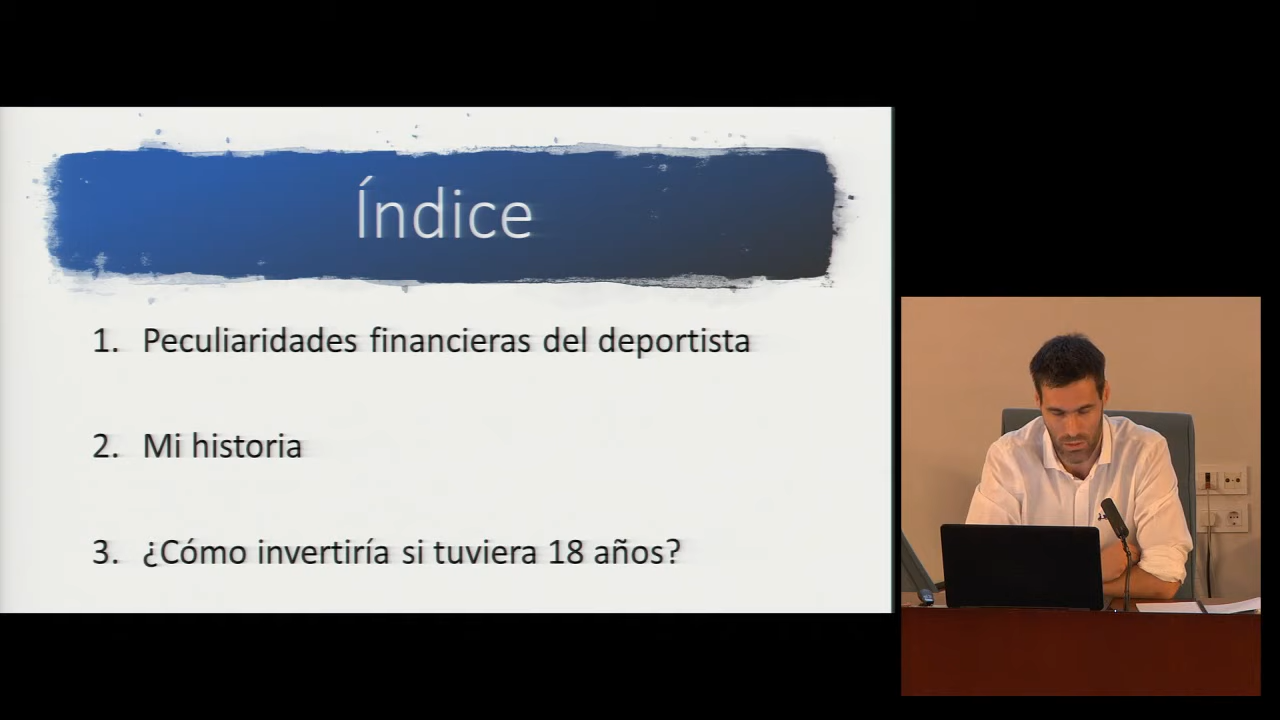 Índice
1. Peculiaridades financieras del deportista
2. Mi historia
3. ¿Cómo invertiría si tuviera 18 años?